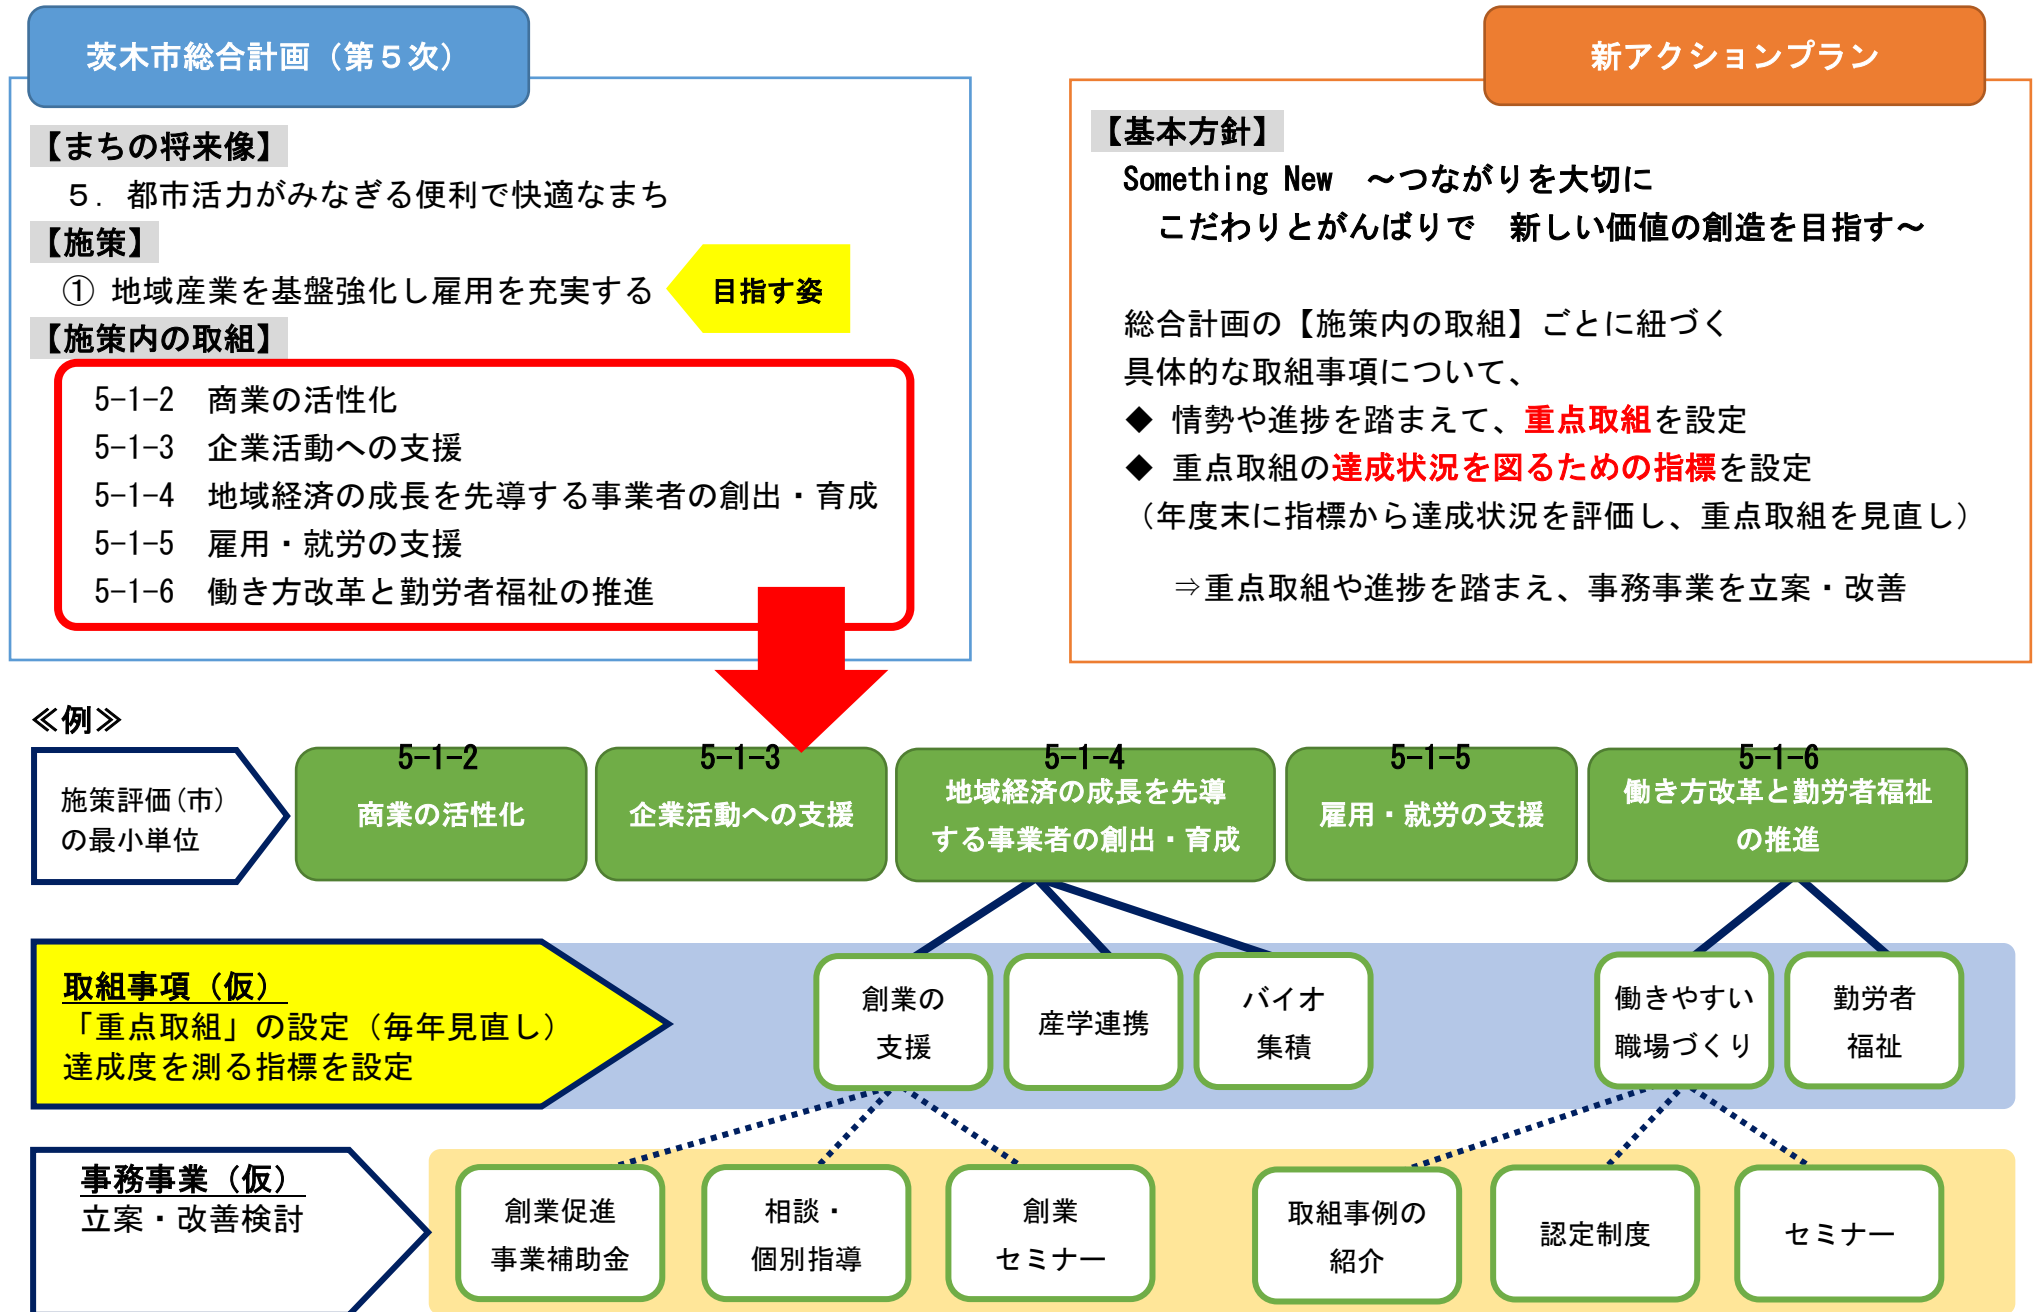 茨木市総合計画（第５次）
【まちの将来像】
５．都市活力がみなぎる便利で快適なまち
【施策】
① 地域産業を基盤強化し雇用を充実する
目指す姿
【施策内の取組】
5-1-2　商業の活性化
5-1-3　企業活動への支援
5-1-4　地域経済の成長を先導する事業者の創出・育成
5-1-5　雇用・就労の支援
5-1-6　働き方改革と勤労者福祉の推進
新アクションプラン
【基本方針】
Something New　～つながりを大切に
こだわりとがんばりで　新しい価値の創造を目指す～
総合計画の【施策内の取組】ごとに紐づく
具体的な取組事項について、
◆ 情勢や進捗を踏まえて、重点取組を設定
◆ 重点取組の達成状況を図るための指標を設定
（年度末に指標から達成状況を評価し、重点取組を見直し）
⇒重点取組や進捗を踏まえ、事務事業を立案・改善
≪例≫
施策評価(市)
の最小単位
5-1-2
商業の活性化
5-1-3
企業活動への支援
5-1-4
地域経済の成長を先導
する事業者の創出・育成
5-1-5
雇用・就労の支援
5-1-6
働き方改革と勤労者福祉
の推進
取組事項（仮）
「重点取組」の設定（毎年見直し）
達成度を測る指標を設定
創業の
支援
産学連携
バイオ
集積
働きやすい
職場づくり
勤労者
福祉
事務事業（仮）
立案・改善検討
創業促進
事業補助金
相談・
個別指導
創業
セミナー
取組事例の
紹介
認定制度
セミナー